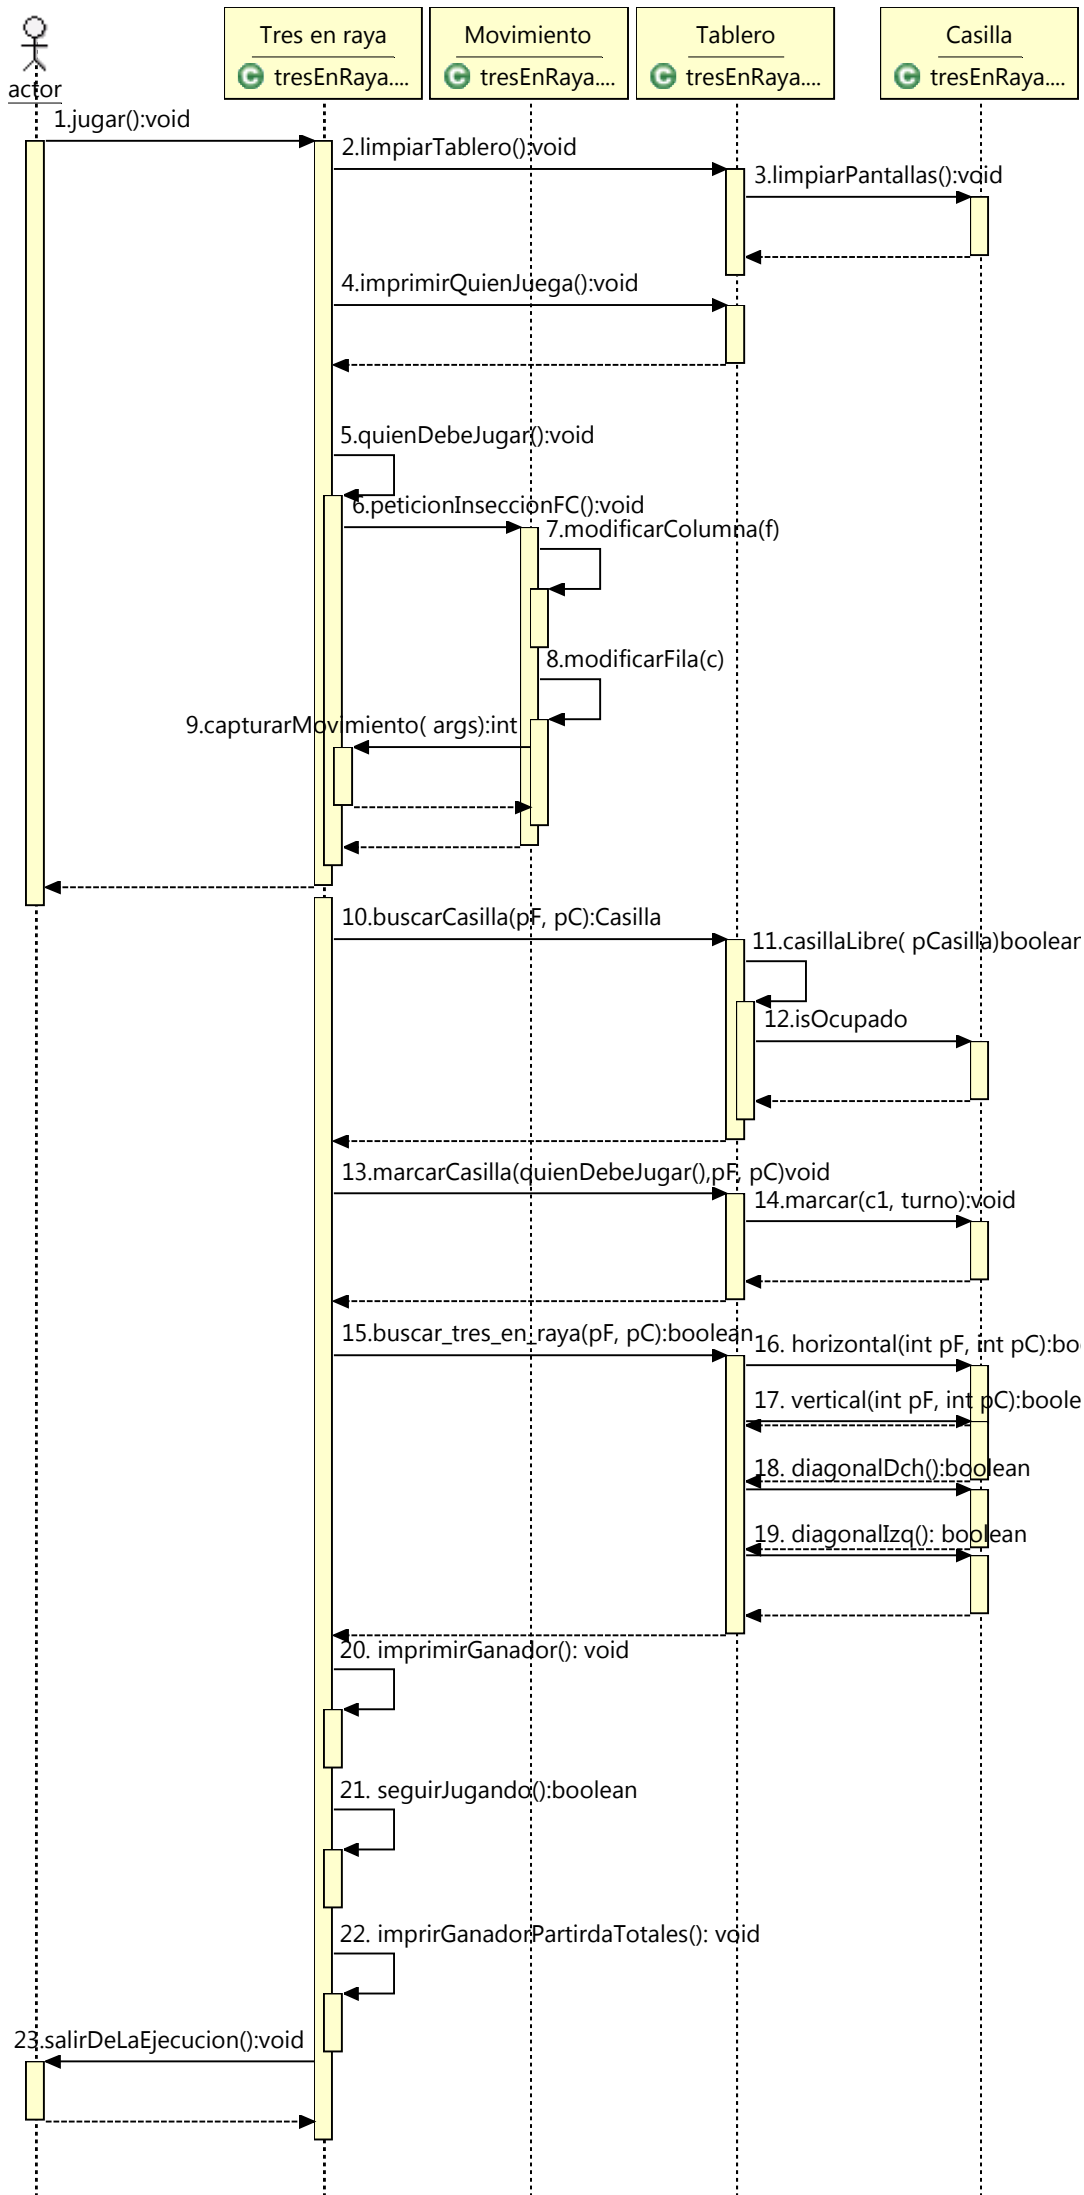 actor
Tres en raya
tresEnRaya....
Movimiento
tresEnRaya....
Tablero
tresEnRaya....
Casilla
tresEnRaya....
1.jugar():void
2.limpiarTablero():void
3.limpiarPantallas():void
4.imprimirQuienJuega():void
5.quienDebeJugar():void
6.peticionInseccionFC():void
7.modificarColumna(f)
8.modificarFila(c)
9.capturarMovimiento( args):int
10.buscarCasilla(pF, pC):Casilla
11.casillaLibre( pCasilla)boolean
12.isOcupado
13.marcarCasilla(quienDebeJugar(),pF, pC)void
14.marcar(c1, turno):void
15.buscar_tres_en_raya(pF, pC):boolean
16. horizontal(int pF, int pC):boo
17. vertical(int pF, int pC):boole
18. diagonalDch():boolean
19. diagonalIzq(): boolean
20. imprimirGanador(): void
21. seguirJugando():boolean
22. imprirGanadorPartirdaTotales(): void
23.salirDeLaEjecucion():void